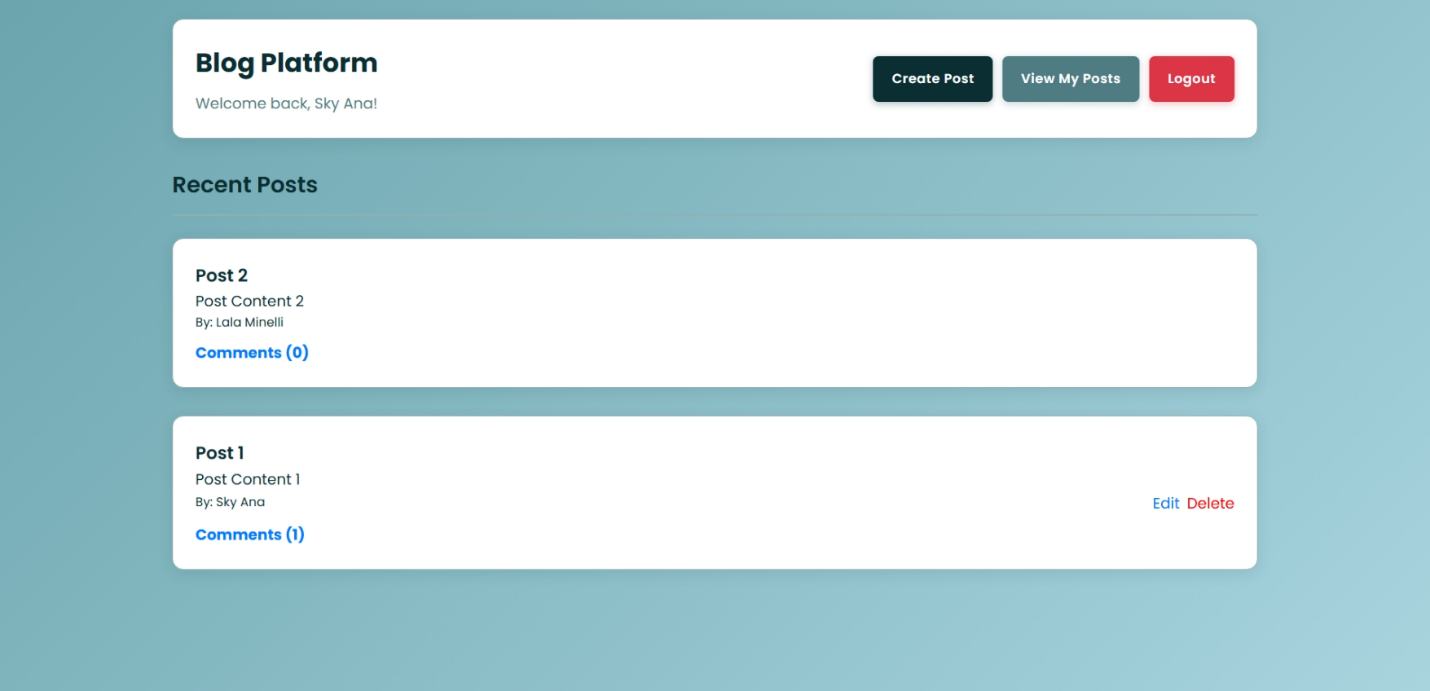 Blog Platform
Welcome back, Sky Ana!
Create Post
View My Posts
Logout
Recent Posts
Post 2
Post Content 2
By: Lala Minelli
Comments (0)
Post 1
Post Content 1
By: Sky Ana
Edit Delete
Comments (1)